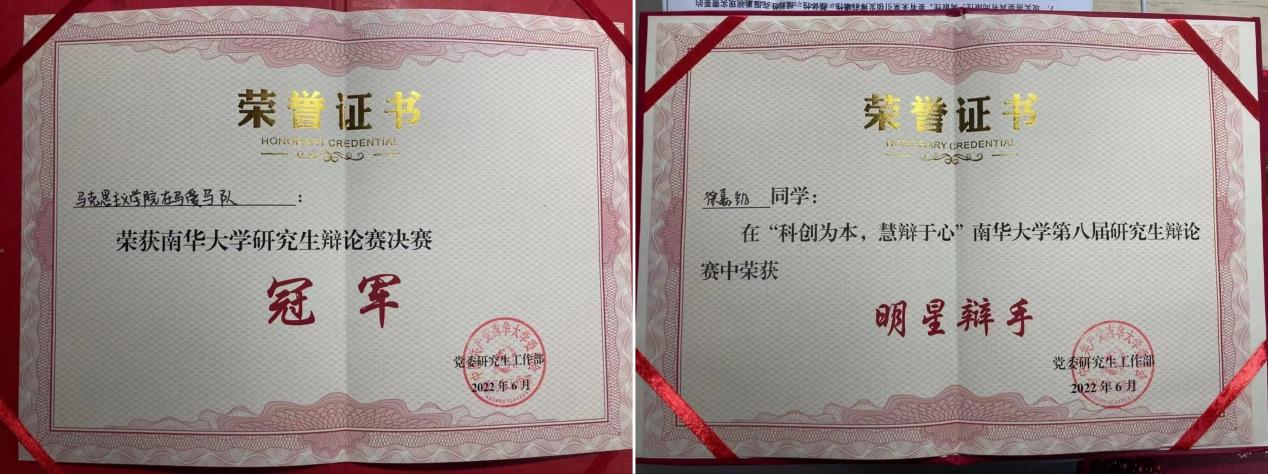 荣誉证书
HONORARY CREDENTIAL
马克思主义学院在马爱马队：
荣获南华大学研究生辩论赛决赛
冠军
党委研究生工作部
2022年6月
荣誉证书
HONORARY CREDENTIAL
徐嘉钒同学：
在“科创为本，慧辩于心”南华大学第八届研究生辩论
赛中荣获
明星辩手
党委研究生工作部
2022年6月